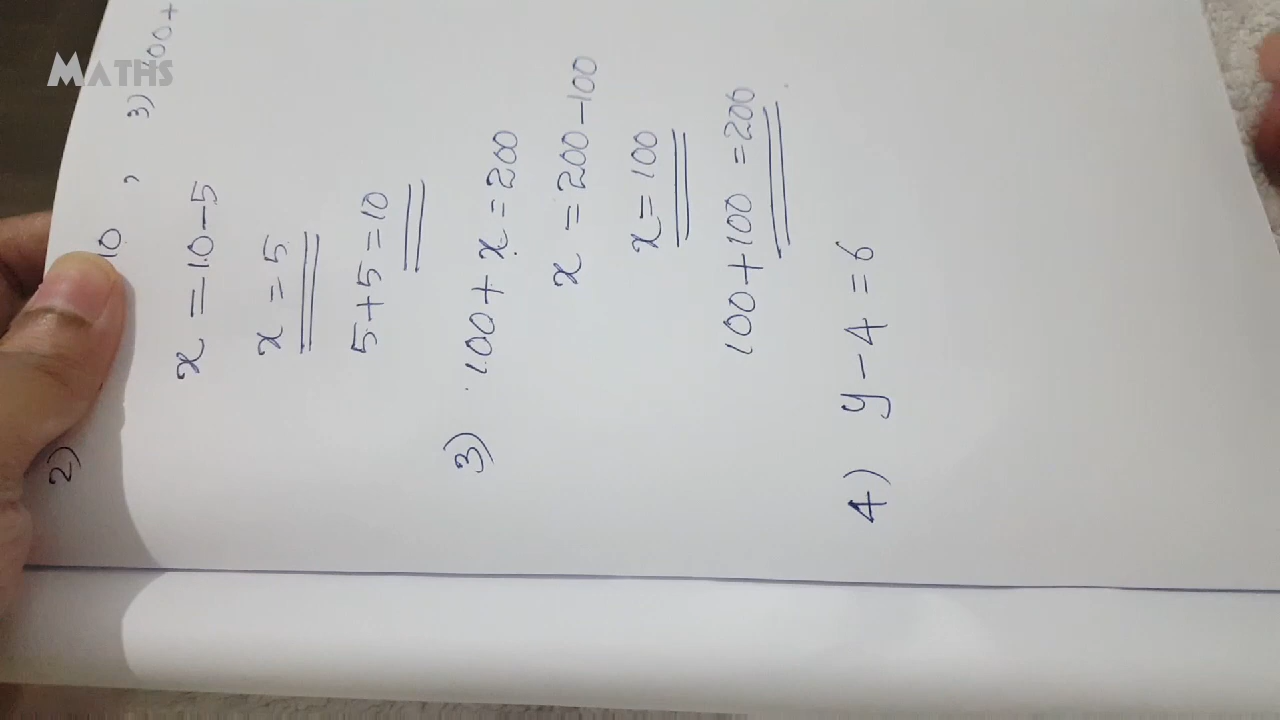 MATHS
2) 10 , 3)
x = 10-5
x = 5
5+5=10
3) 100+x=200
x = 200-100
x = 100
100+100 =200
4) y-4=6